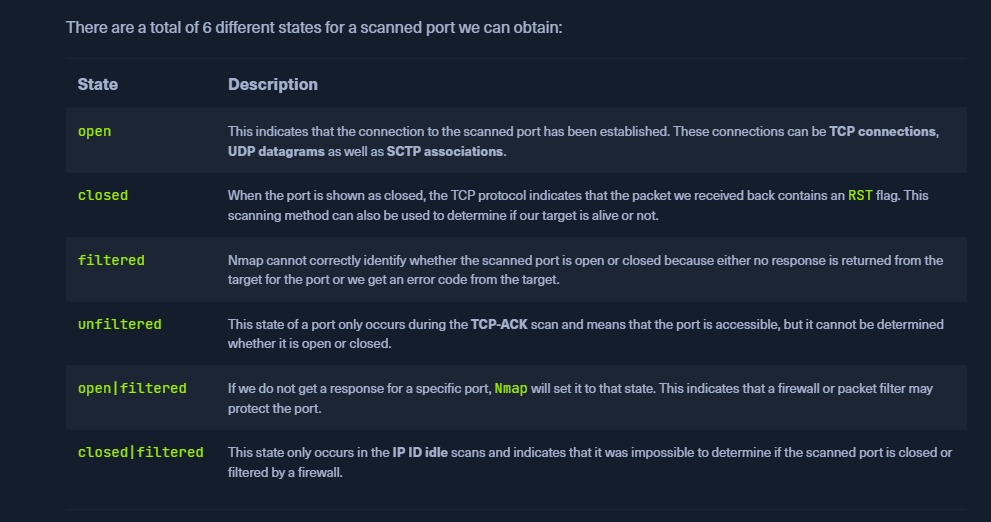 There are a total of 6 different states for a scanned port we can obtain:
State Description
open This indicates that the connection to the scanned port has been established. These connections can be TCP connections,
UDP datagrams as well as SCTP associations.
closed When the port is shown as closed, the TCP protocol indicates that the packet we received back contains an RST flag. This
scanning method can also be used to determine if our target is alive or not.
filtered Nmap cannot correctly identify whether the scanned port is open or closed because either no response is returned from the
target for the port or we get an error code from the target.
unfiltered This state of a port only occurs during the TCP-ACK scan and means that the port is accessible, but it cannot be determined
whether it is open or closed.
open|filtered If we do not get a response for a specific port, Nmap will set it to that state. This indicates that a firewall or packet filter may
protect the port.
closed|filtered This state only occurs in the IP ID idle scans and indicates that it was impossible to determine if the scanned port is closed or
filtered by a firewall.